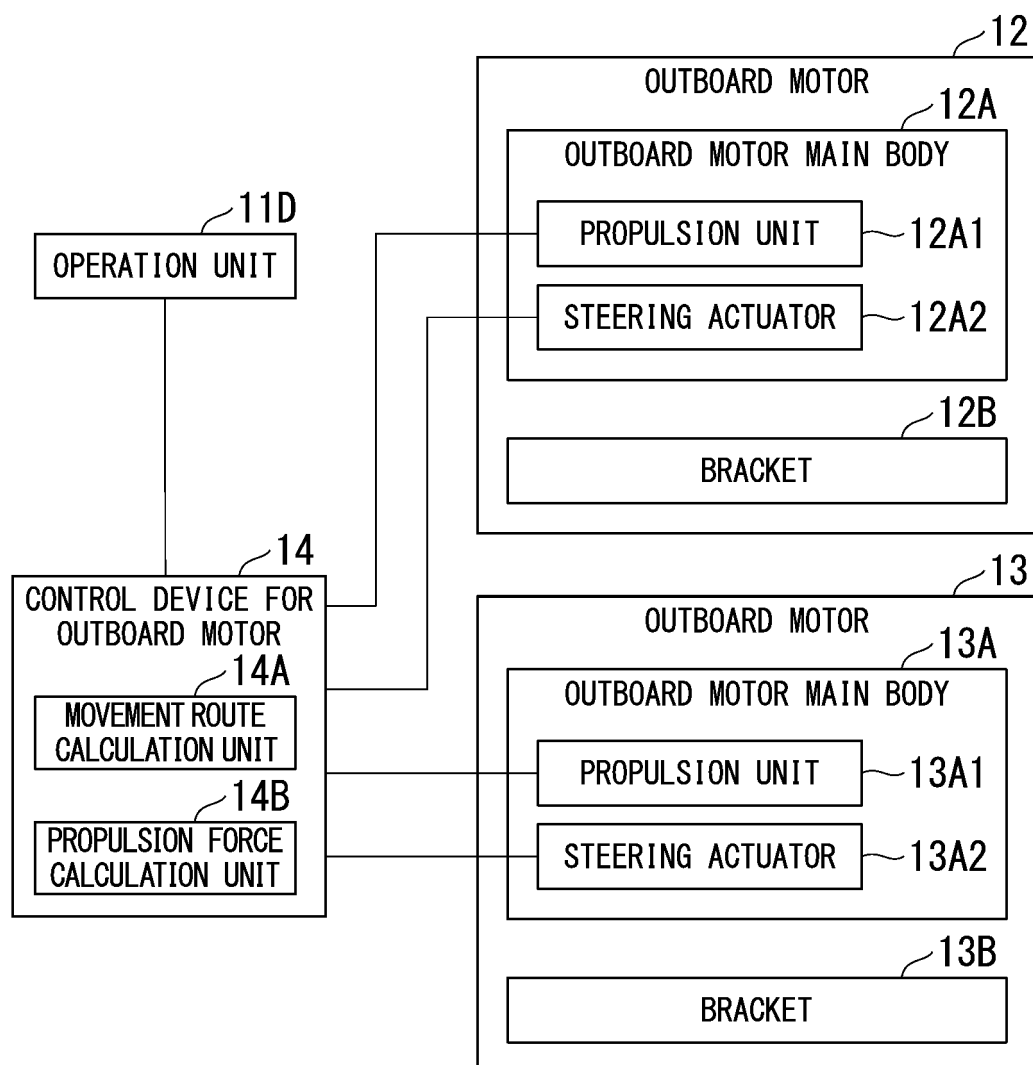 12
OUTBOARD MOTOR
12A
OUTBOARD MOTOR MAIN BODY
PROPULSION UNIT
12A1
STEERING ACTUATOR
12A2
12B
BRACKET
11D
OPERATION UNIT
14
CONTROL DEVICE FOR
OUTBOARD MOTOR
14A
MOVEMENT ROUTE
CALCULATION UNIT
14B
PROPULSION FORCE
CALCULATION UNIT
13
OUTBOARD MOTOR
13A
OUTBOARD MOTOR MAIN BODY
PROPULSION UNIT
13A1
STEERING ACTUATOR
13A2
13B
BRACKET